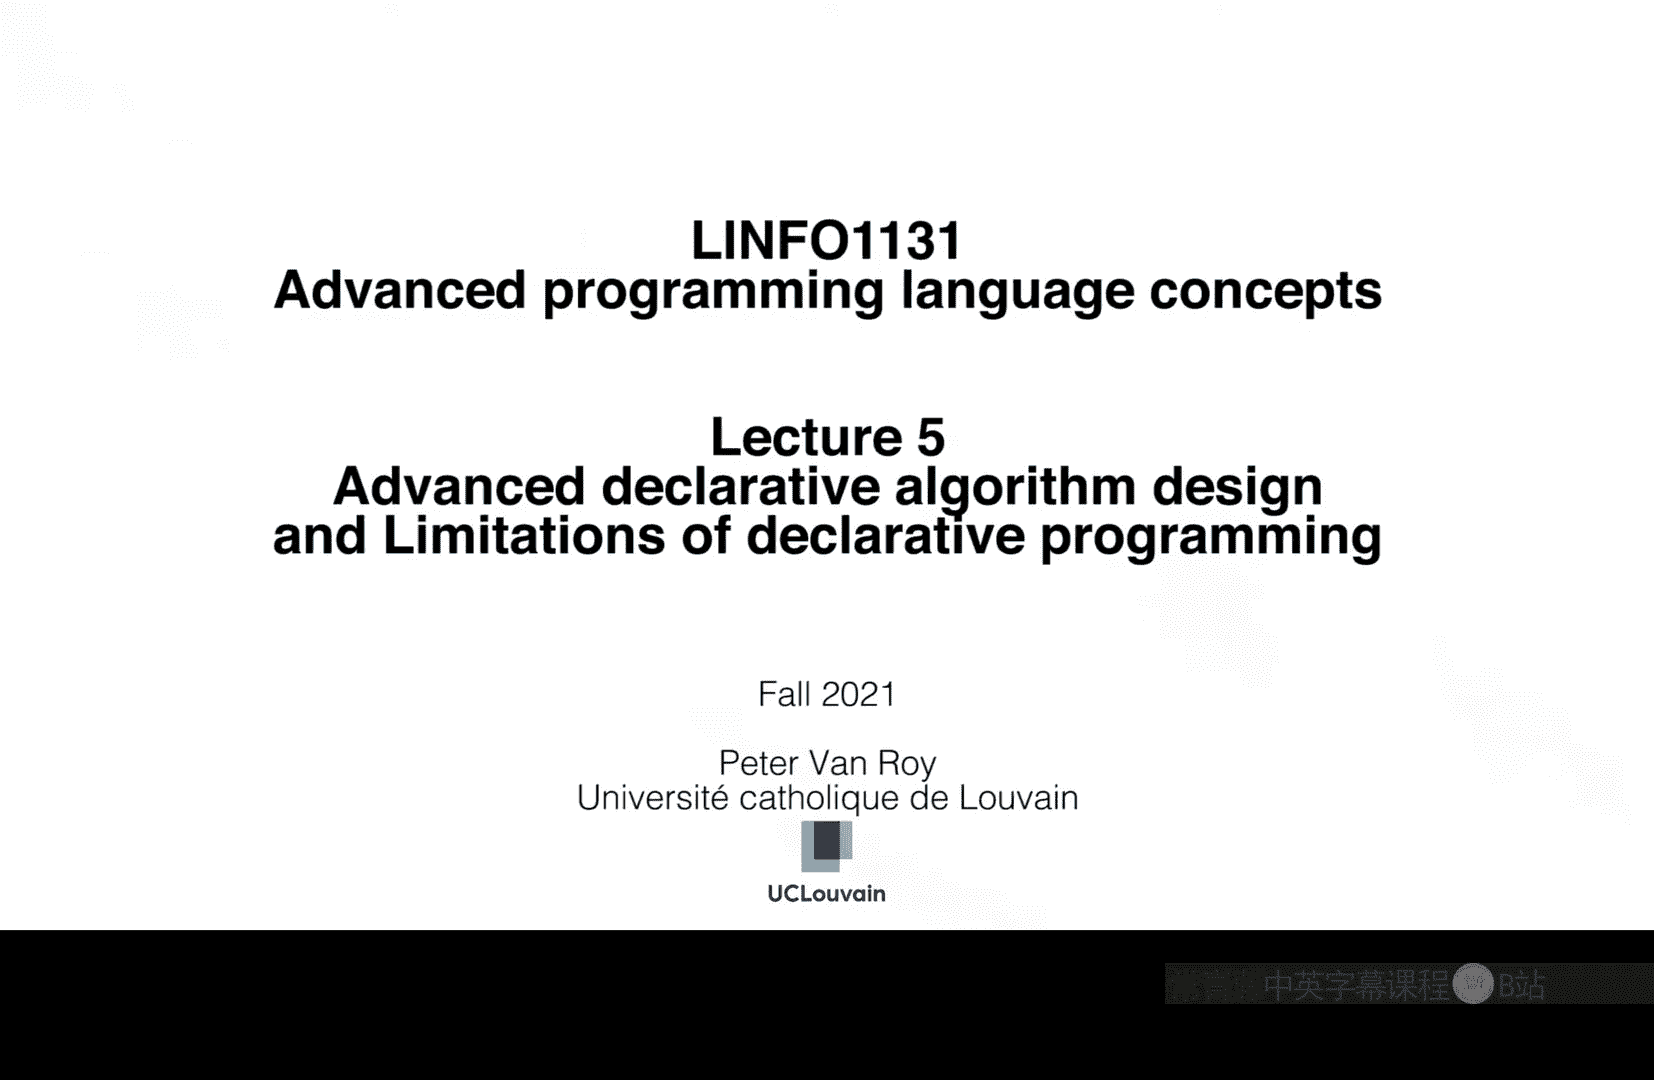 LINFO1131
Advanced programming language concepts
Lecture 5
Advanced declarative algorithm design
and Limitations of declarative programming
Fall 2021
Peter Van Roy
Université catholique de Louvain
UCLouvain
中英字幕课程 B站